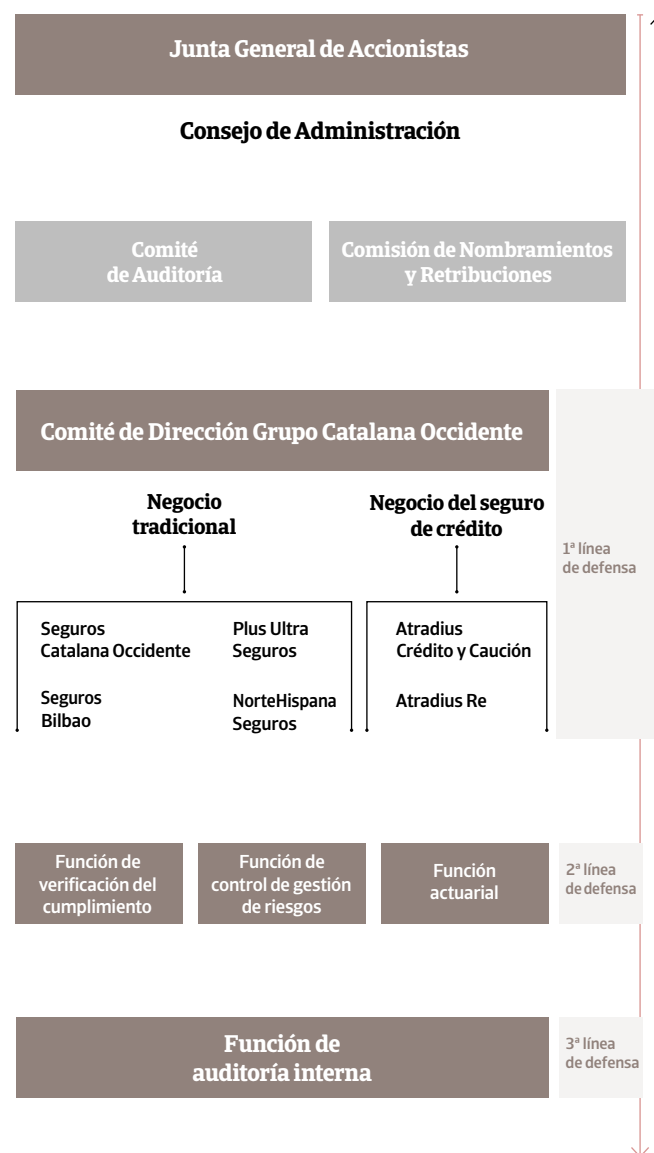 Junta General de Accionistas
Consejo de Administración
Comité
de Auditoría
Comisión de Nombramientos
y Retribuciones
Comité de Dirección Grupo Catalana Occidente
Negocio
tradicional
Negocio del seguro
de crédito
1ª línea
de defensa
Seguros
Catalana Occidente
Plus Ultra
Seguros
Atradius
Crédito y Caución
Seguros
Bilbao
NorteHispana
Seguros
Atradius Re
Función de
verificación del
cumplimiento
Función de
control de gestión
de riesgos
Función
actuarial
2ª línea
de defensa
Función de
auditoría interna
3ª línea
de defensa